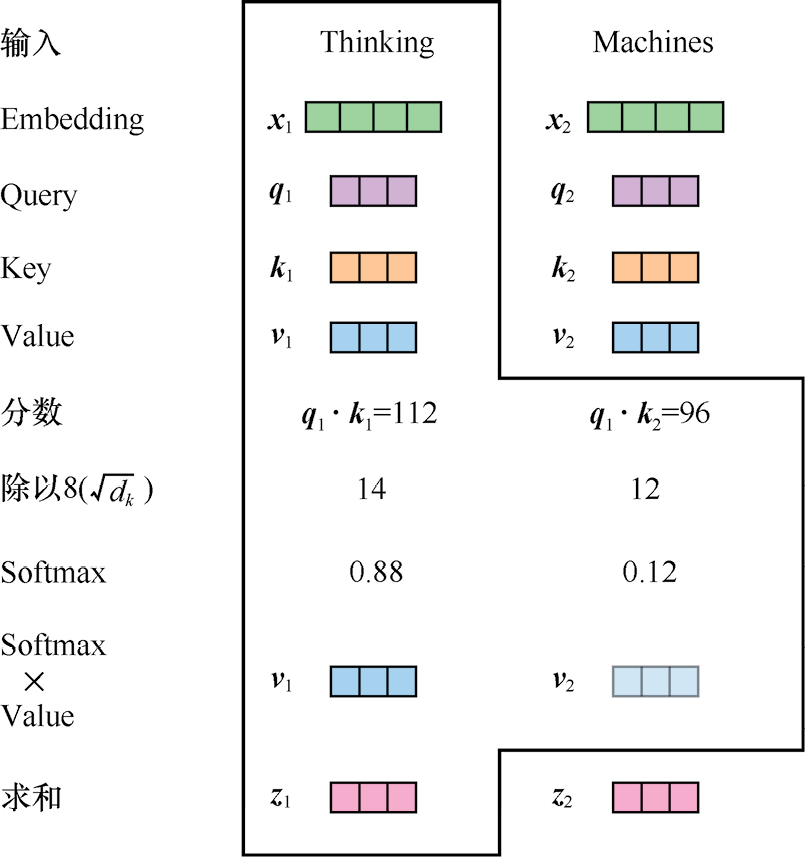 输入 Thinking Machines
Embedding x1 x2
Query q1 q2
Key k1 k2
Value v1 v2
分数 q1 · k1=112 q1 · k2=96
除以8(√dk) 14 12
Softmax 0.88 0.12
Softmax
×
Value v1 v2
求和 z1 z2